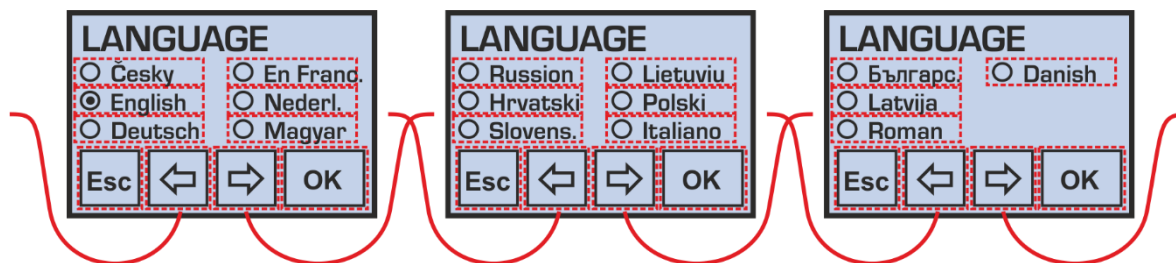 LANGUAGE
Česky En Franc.
English Nederl.
Deutsch Magyar
Esc OK
LANGUAGE
Russion Lietuviu
Hrvatski Polski
Slovens. Italiano
Esc OK
LANGUAGE
Българс. Danish
Latvija
Roman
Esc OK